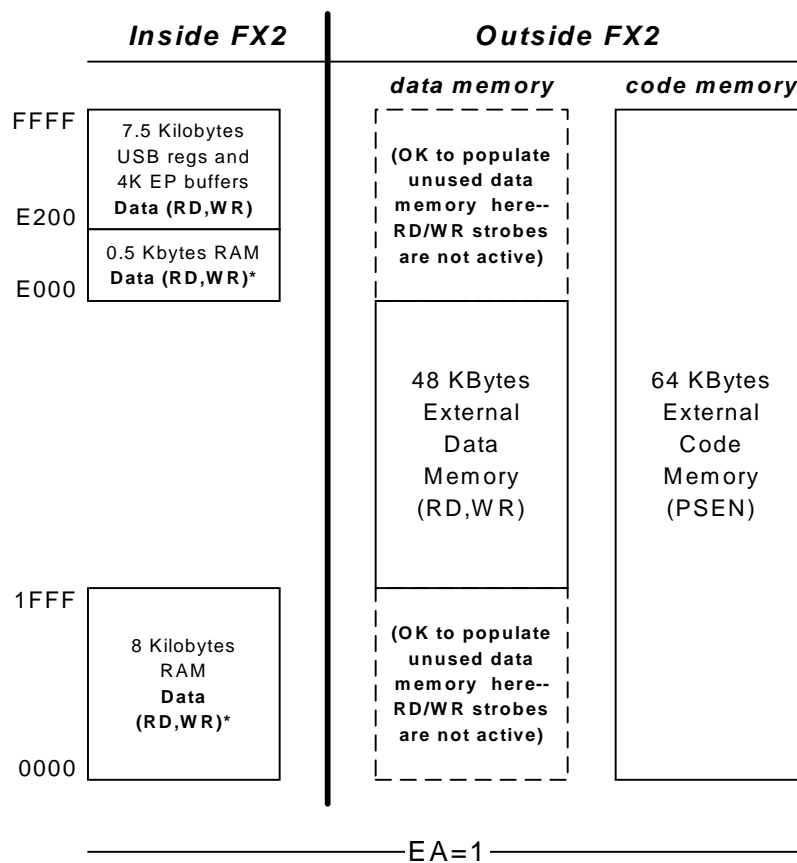 Inside FX2
Outside FX2
data memory
code memory
FFFF
7.5 Kilobytes
USB regs and
4K EP buffers
Data (RD,WR)
E200
0.5 Kbytes RAM
Data (RD,WR)*
E000
(OK to populate
unused data
memory here--
RD/WR strobes
are not active)
48 KBytes
External
Data
Memory
(RD,WR)
64 KBytes
External
Code
Memory
(PSEN)
1FFF
8 Kilobytes
RAM
Data
(RD,WR)*
0000
(OK to populate
unused data
memory here--
RD/WR strobes
are not active)
EA=1